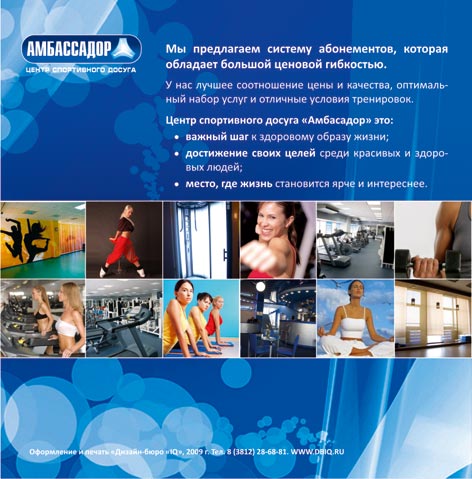 АМБАССАДОР
ЦЕНТР СПОРТИВНОГО ДОСУГА
Мы предлагаем систему абонементов, которая
обладает большой ценовой гибкостью.
У нас лучшее соотношение цены и качества, оптималь-
ный набор услуг и отличные условия тренировок.
Центр спортивного досуга «Амбасадор» это:
• важный шаг к здоровому образу жизни;
• достижение своих целей среди красивых и здоро-
вых людей;
• место, где жизнь становится ярче и интереснее.
Оформление и печать «Дизайн-бюро «IQ», 2009 г. Тел. 8 (3812) 28-68-81. WWW.DBIQ.RU